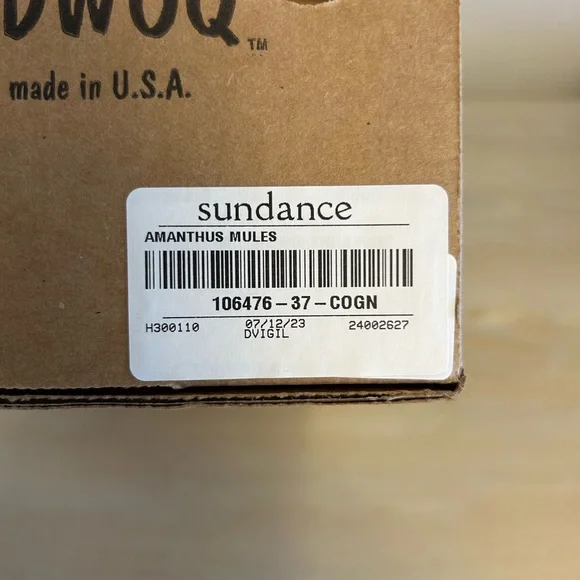 DWOQ™
made in U.S.A.
sundance
AMANTHUS MULES
106476-37-COGN
H300110 07/12/23 24002627
DVIGIL